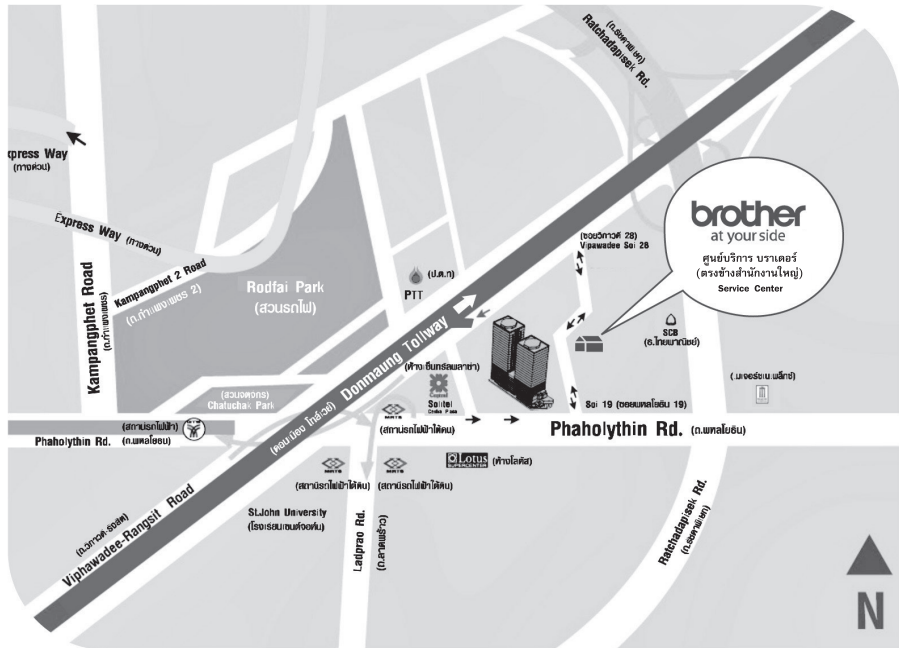 (ถ.รัชดาภิเษก)
Ratchadapisek Rd.
xpress Way
(ทางด่วน)
Express Way (ทางด่วน)
Kampangphet 2 Road
(ถ.กำแพงเพชร 2)
Kampangphet Road
(ถ.กำแพงเพชร)
Rodfai Park
(สวนรถไฟ)
(ป.ต.ท)
PTT
(ซอยวิภาวดี 28)
Vipawadee Soi 28
brother
at your side
ศูนย์บริการ บราเดอร์
(ตรงข้างสำนักงานใหญ่)
Service Center
SCB
(ธ.ไทยพาณิชย์)
(ดอนเมือง โทล์เวย์) Donmaung Tollway
(ห้างเซ็นทรัลพลาซ่า)
Central
Sofitel
(สวนจตุจักร)
Chatuchak Park
Soi 19 (ซอยพหลโยธิน 19)
(สถานีรถไฟฟ้า)
Phaholythin Rd. (ถ.พหลโยธิน)
MRTG
(สถานีรถไฟฟ้าใต้ดิน)
Phaholythin Rd. (ถ.พหลโยธิน)
MRTG
(สถานีรถไฟฟ้าใต้ดิน)
MRTG
(สถานีรถไฟฟ้าใต้ดิน)
Lotus
SUPERCENTER
(ห้างโลตัส)
St.John University
(โรงเรียนเซนต์จอห์น)
Ladprao Rd.
(ถ.ลาดพร้าว)
(ถ.วิภาวดี-รังสิต)
Viphawadee-Rangsit Road
Ratchadapisek Rd.
(ถ.รัชดาภิเษก)
N